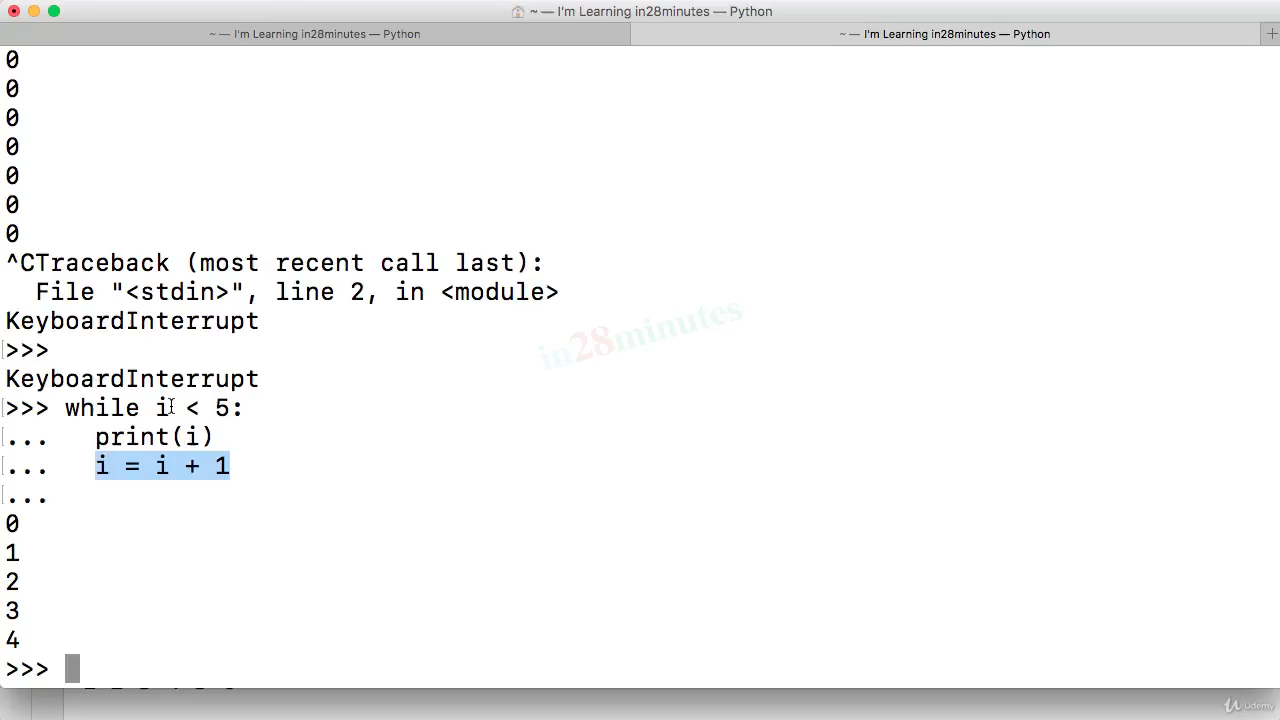 ~ — I'm Learning in28minutes — Python
~ — I'm Learning in28minutes — Python
~ — I'm Learning in28minutes — Python
0
0
0
0
0
0
0
^CTraceback (most recent call last):
  File "<stdin>", line 2, in <module>
KeyboardInterrupt
>>>
KeyboardInterrupt
>>> while i < 5:
...   print(i)
...   i = i + 1
...
0
1
2
3
4
>>>
in28minutes
Udemy